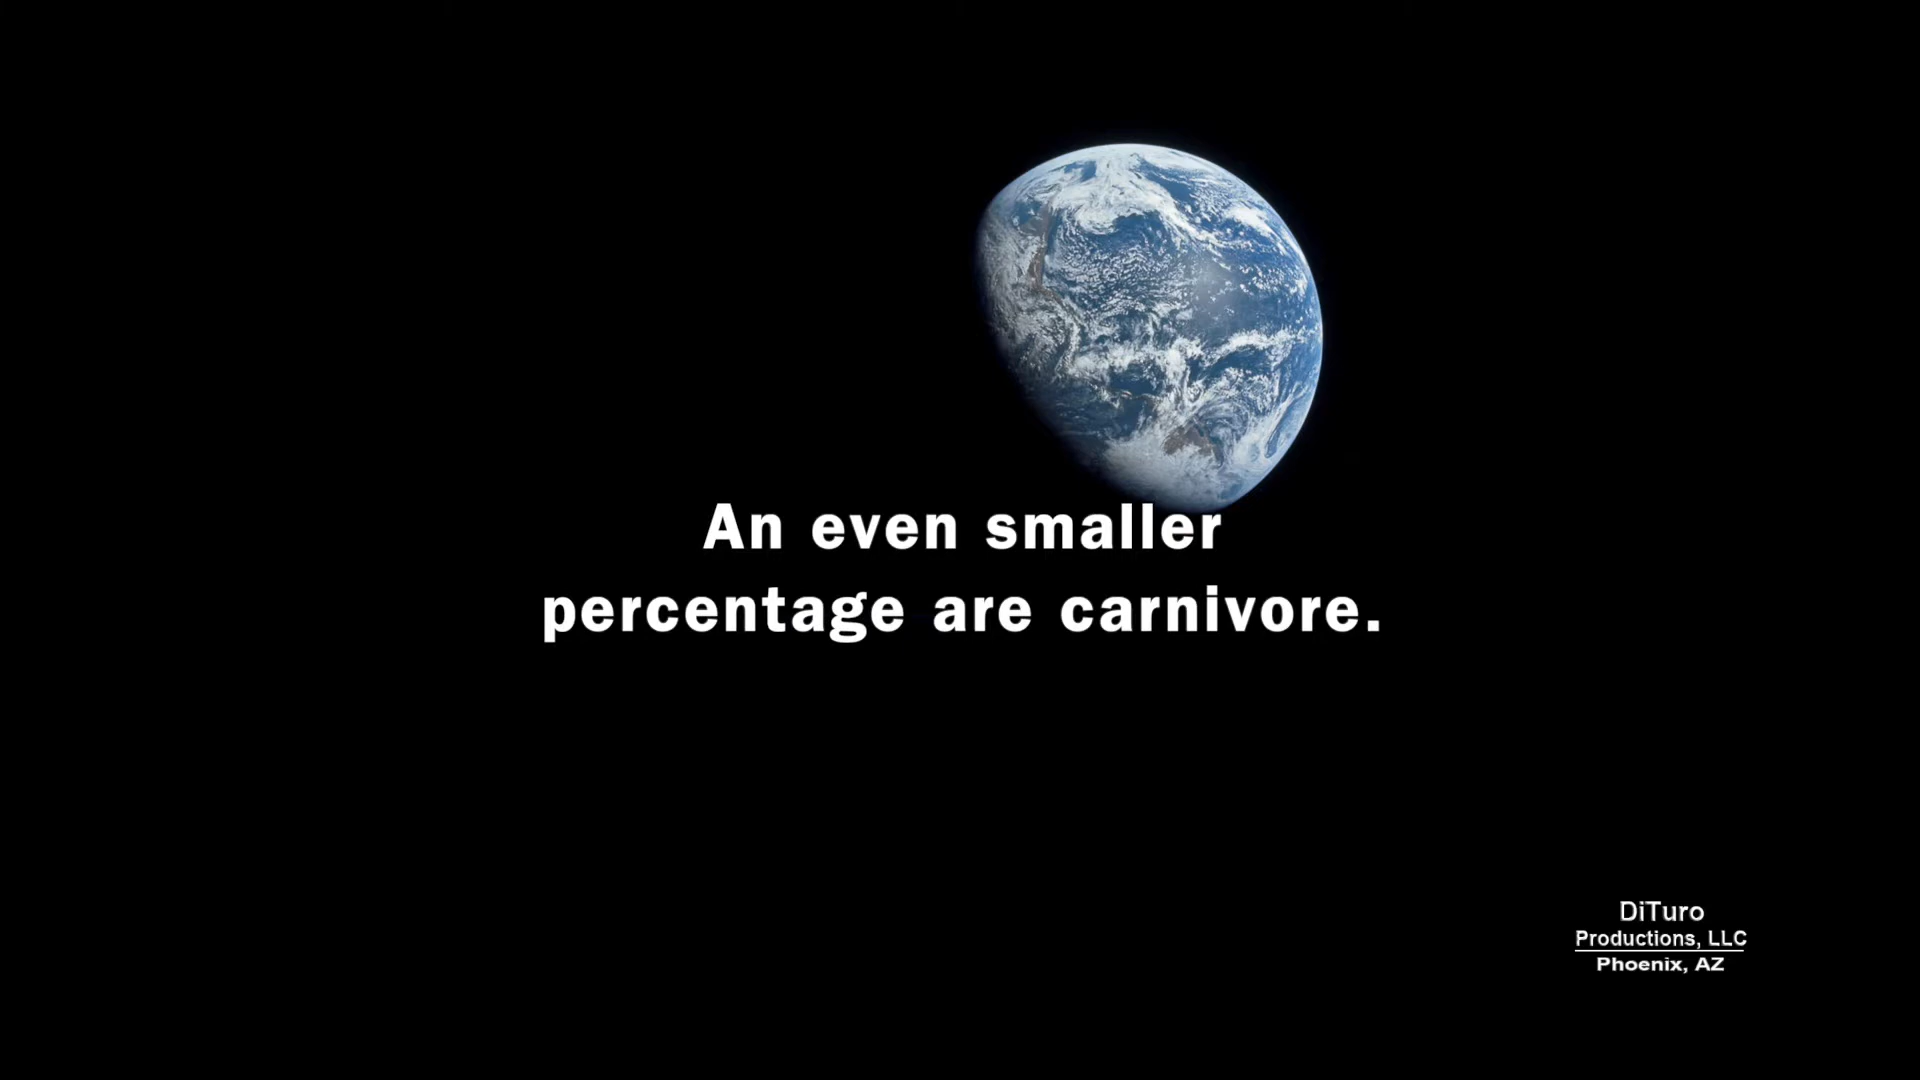 An even smaller
percentage are carnivore.
DiTuro
Productions, LLC
Phoenix, AZ